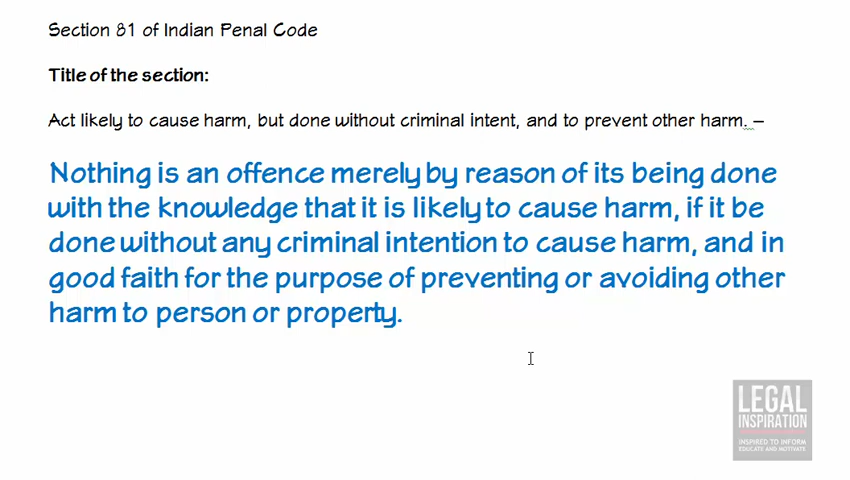 Section 81 of Indian Penal Code
Title of the section:
Act likely to cause harm, but done without criminal intent, and to prevent other harm. –
Nothing is an offence merely by reason of its being done
with the knowledge that it is likely to cause harm, if it be
done without any criminal intention to cause harm, and in
good faith for the purpose of preventing or avoiding other
harm to person or property.
LEGAL
INSPIRATION
INSPIRED TO INFORM
EDUCATE AND MOTIVATE